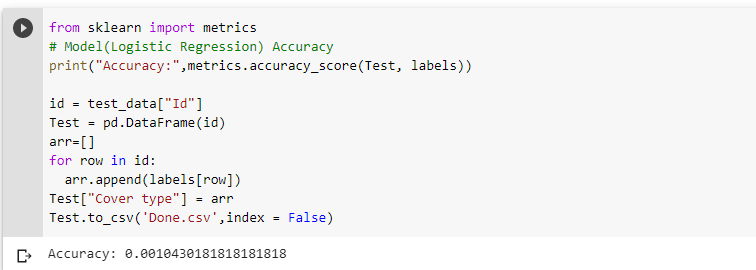 from sklearn import metrics
# Model(Logistic Regression) Accuracy
print("Accuracy:",metrics.accuracy_score(Test, labels))
id = test_data["Id"]
Test = pd.DataFrame(id)
arr=[]
for row in id:
  arr.append(labels[row])
Test["Cover type"] = arr
Test.to_csv('Done.csv',index = False)
Accuracy: 0.0010430181818181818